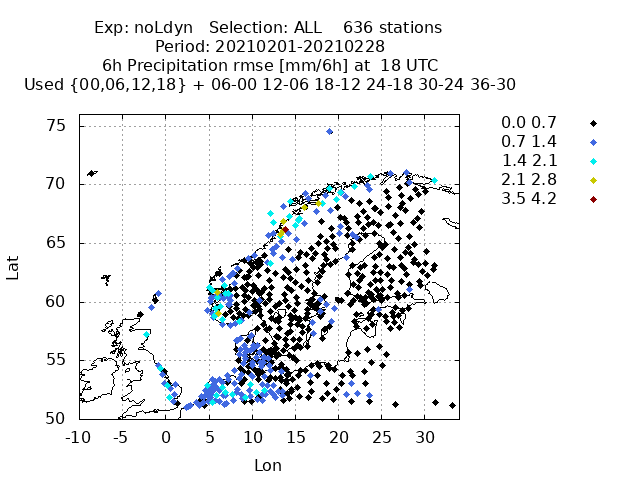 Exp: noLdyn   Selection: ALL    636 stations
Period: 20210201-20210228
6h Precipitation rmse [mm/6h] at  18 UTC
Used {00,06,12,18} + 06-00 12-06 18-12 24-18 30-24 36-30
0.0 0.7
0.7 1.4
1.4 2.1
2.1 2.8
3.5 4.2
75
70
65
60
55
50
Lat
-10 -5 0 5 10 15 20 25 30
Lon